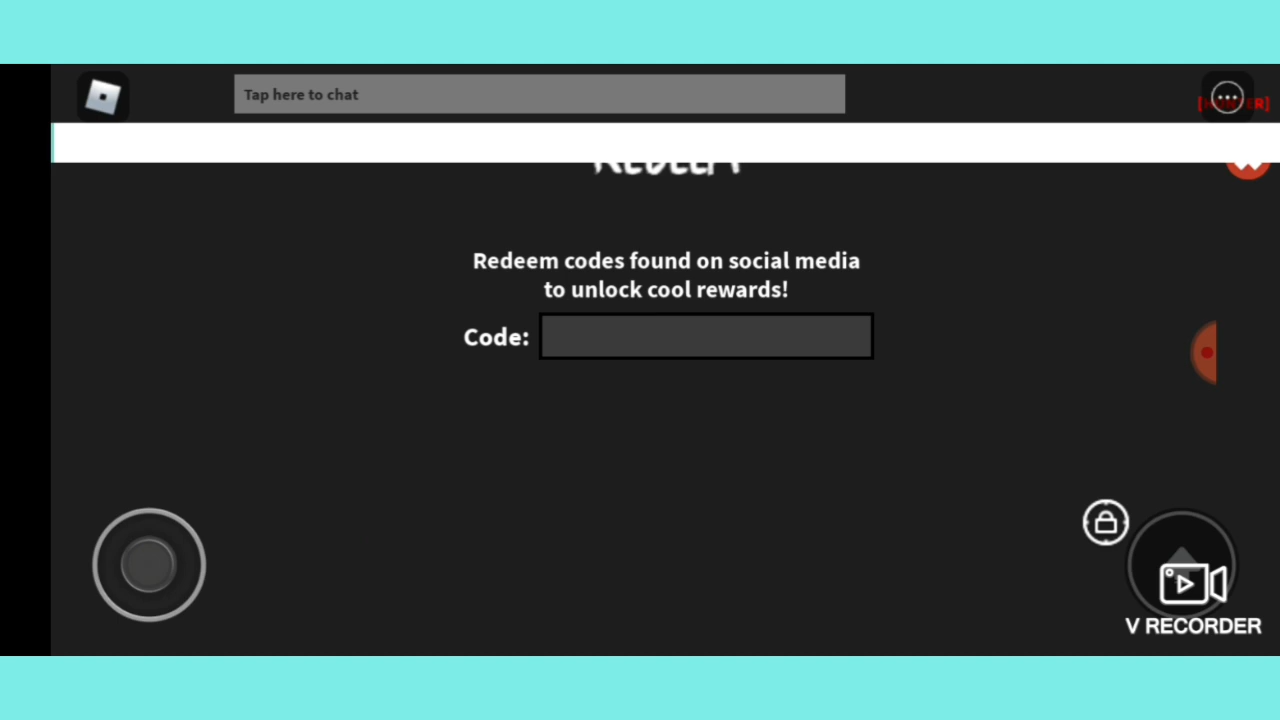 Tap here to chat
Redeem codes found on social media
to unlock cool rewards!
Code:
V RECORDER